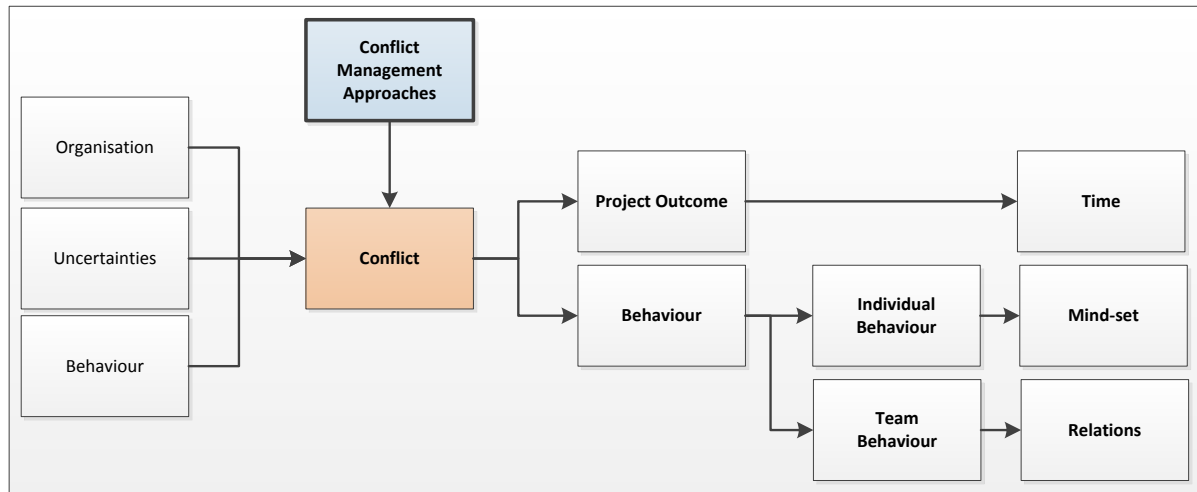 Conflict
Management
Approaches
Organisation
Uncertainties
Behaviour
Conflict
Project Outcome
Time
Behaviour
Individual
Behaviour
Mind-set
Team
Behaviour
Relations